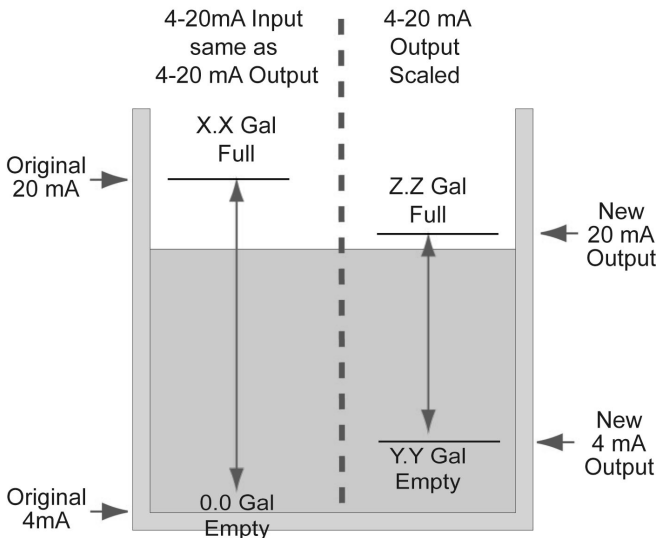 4-20mA Input
same as
4-20 mA Output
4-20 mA
Output
Scaled
X.X Gal
Full
Original
20 mA
Z.Z Gal
Full
New
20 mA
Output
Y.Y Gal
Empty
New
4 mA
Output
Original
4mA
0.0 Gal
Empty